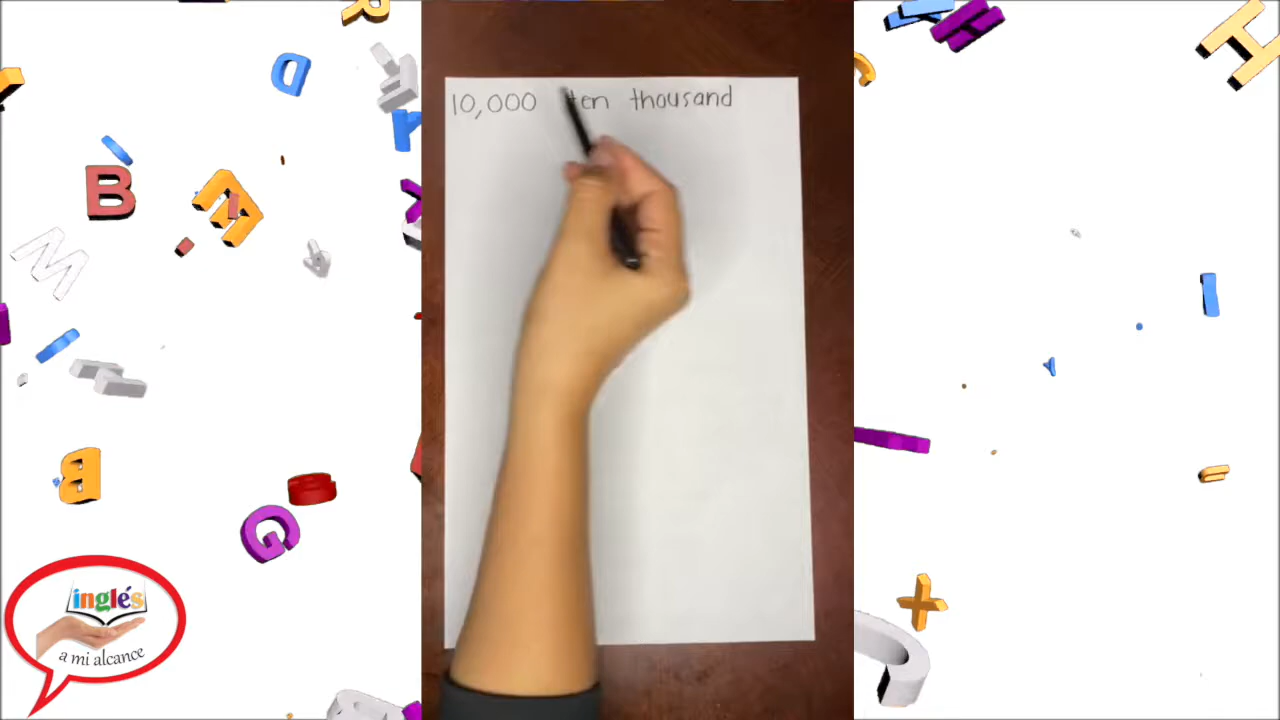 10,000 ten thousand
inglés
a mi alcance